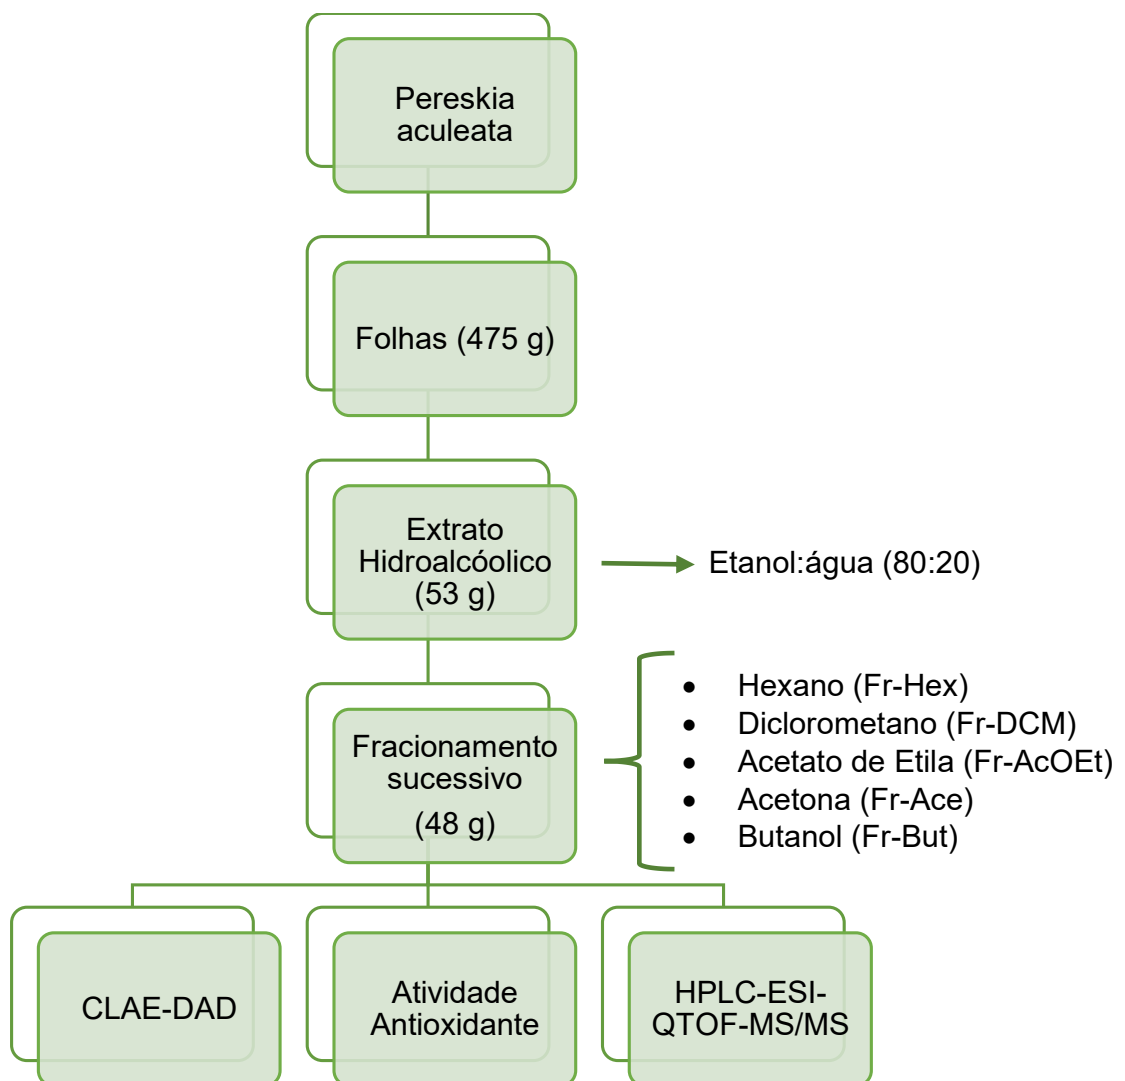 Pereskia
aculeata
Folhas (475 g)
Extrato
Hidroalcóolico
(53 g)
Etanol:água (80:20)
Fracionamento
sucessivo
(48 g)
• Hexano (Fr-Hex)
• Diclorometano (Fr-DCM)
• Acetato de Etila (Fr-AcOEt)
• Acetona (Fr-Ace)
• Butanol (Fr-But)
CLAE-DAD
Atividade
Antioxidante
HPLC-ESI-
QTOF-MS/MS